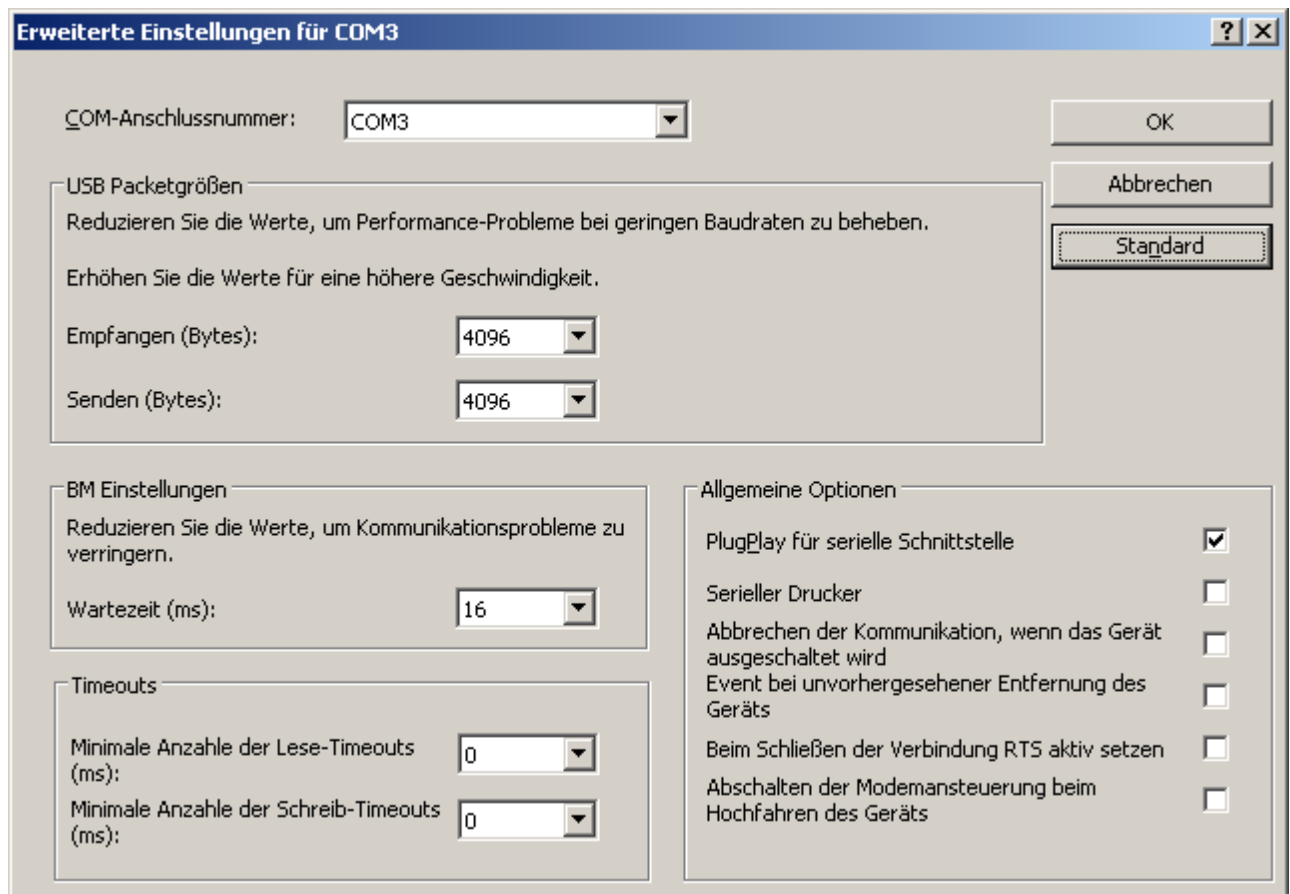 Erweiterte Einstellungen für COM3
COM-Anschlussnummer:
COM3
OK
USB Packetgrößen
Abbrechen
Reduzieren Sie die Werte, um Performance-Probleme bei geringen Baudraten zu beheben.
Standard
Erhöhen Sie die Werte für eine höhere Geschwindigkeit.
Empfangen (Bytes):
4096
Senden (Bytes):
4096
BM Einstellungen
Reduzieren Sie die Werte, um Kommunikationsprobleme zu
verringern.
Wartezeit (ms):
16
Timeouts
Minimale Anzahle der Lese-Timeouts
(ms):
0
Minimale Anzahle der Schreib-Timeouts
(ms):
0
Allgemeine Optionen
PlugPlay für serielle Schnittstelle
Serieller Drucker
Abbrechen der Kommunikation, wenn das Gerät
ausgeschaltet wird
Event bei unvorhergesehener Entfernung des
Geräts
Beim Schließen der Verbindung RTS aktiv setzen
Abschalten der Modemansteuerung beim
Hochfahren des Geräts